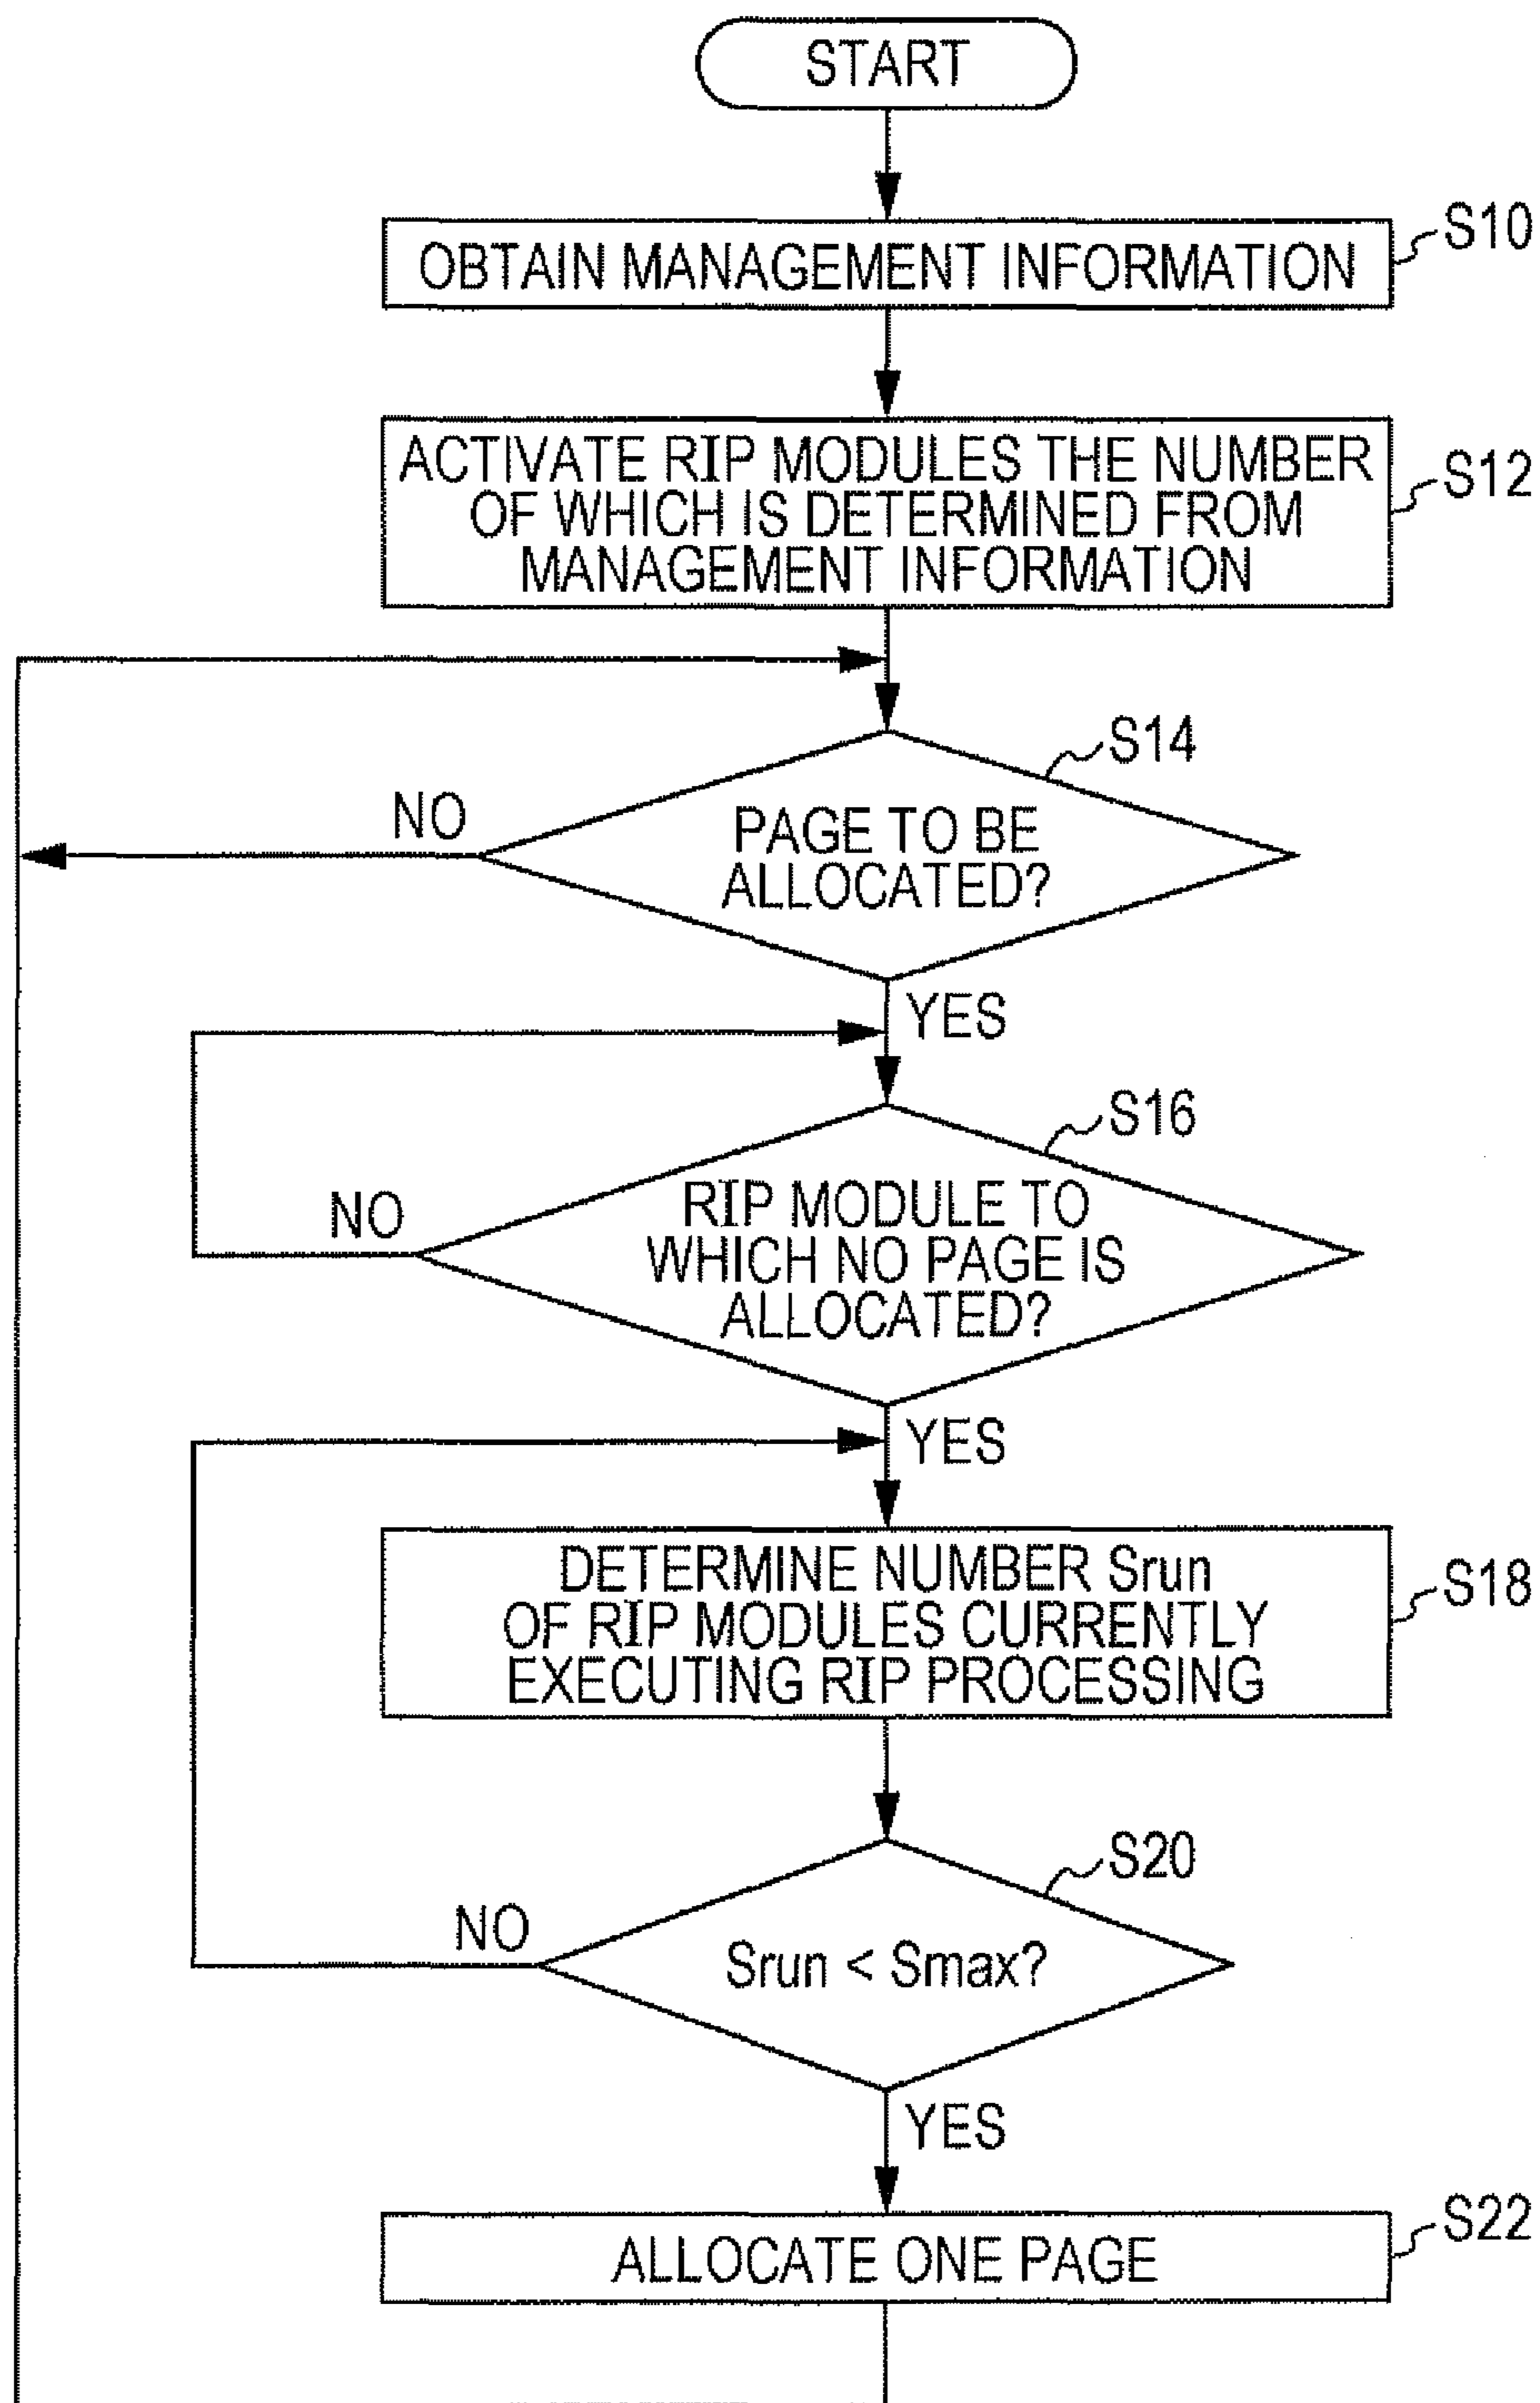 START
OBTAIN MANAGEMENT INFORMATION
S10
ACTIVATE RIP MODULES THE NUMBER
OF WHICH IS DETERMINED FROM
MANAGEMENT INFORMATION
S12
S14
PAGE TO BE
ALLOCATED?
NO
YES
S16
RIP MODULE TO
WHICH NO PAGE IS
ALLOCATED?
NO
YES
DETERMINE NUMBER Srun
OF RIP MODULES CURRENTLY
EXECUTING RIP PROCESSING
S18
S20
Srun < Smax?
NO
YES
ALLOCATE ONE PAGE
S22